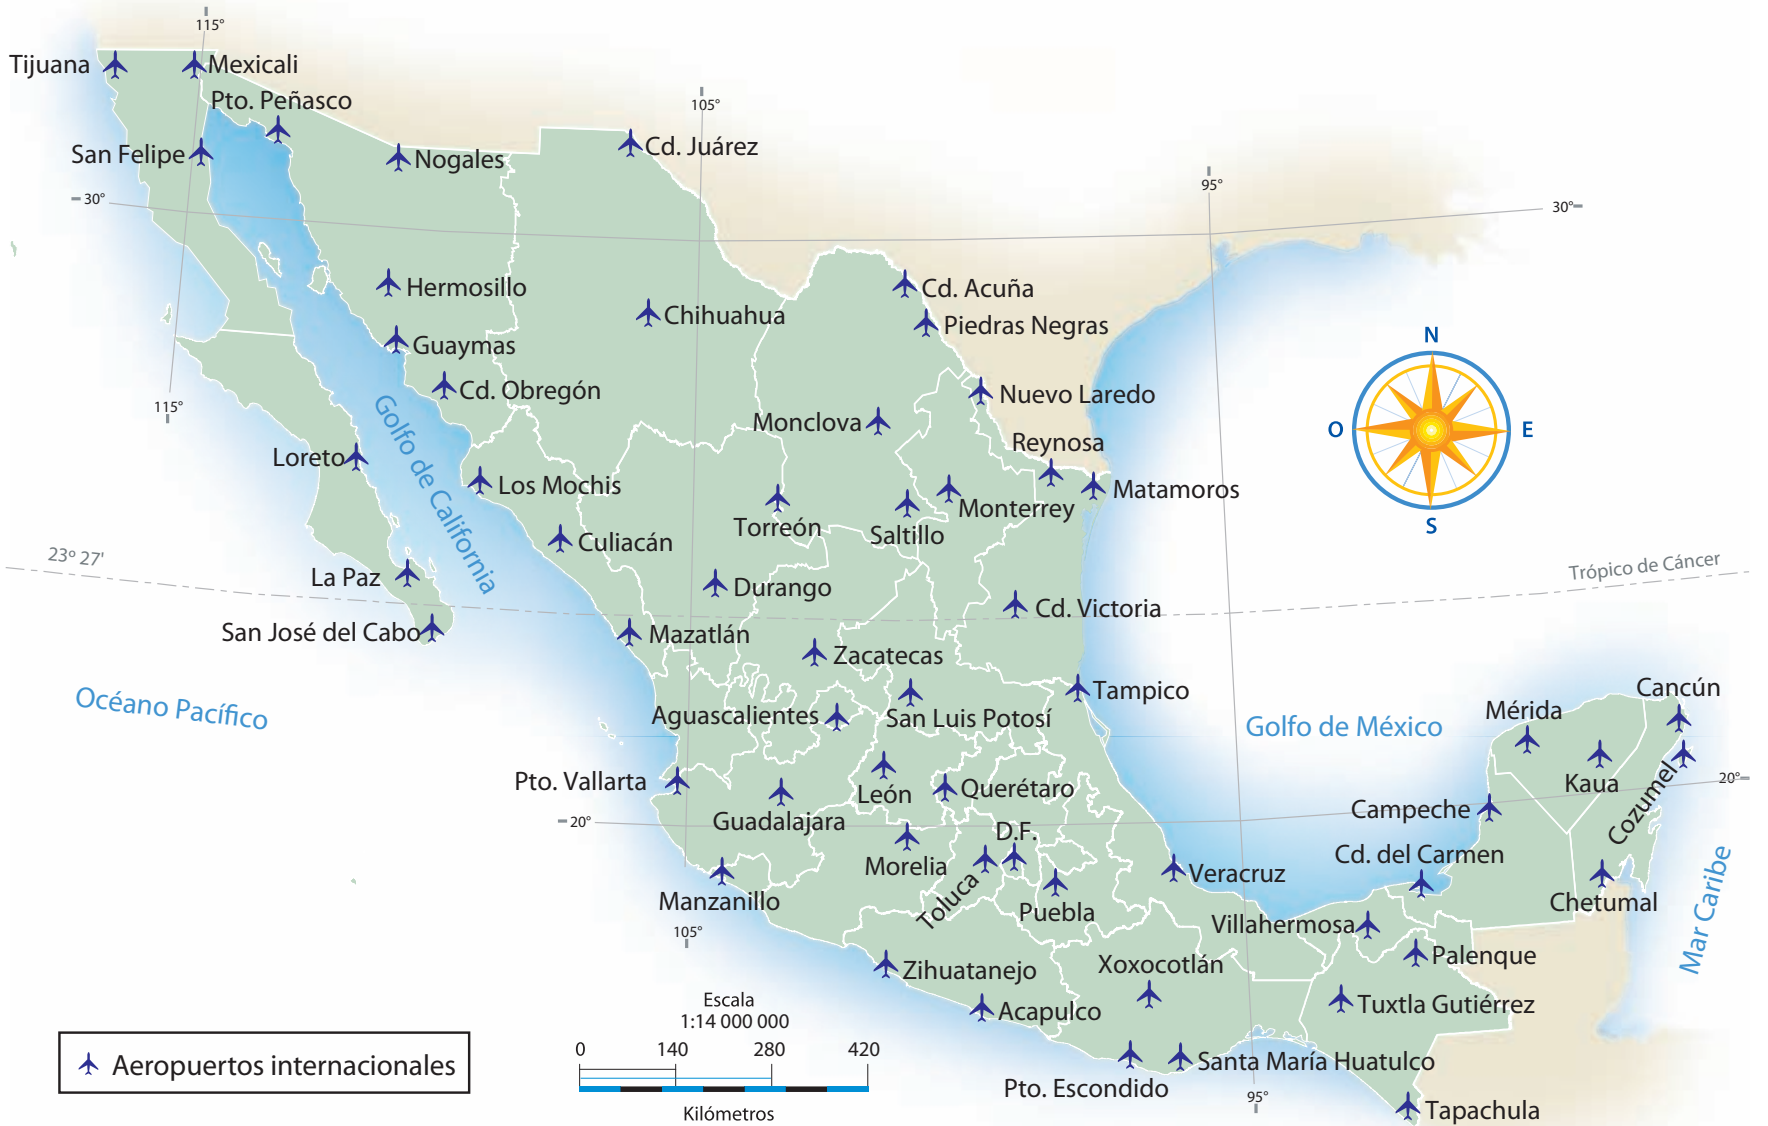 115°
Tijuana
Mexicali
Pto. Peñasco
105°
San Felipe
Nogales
Cd. Juárez
95°
30°
30°
Hermosillo
Chihuahua
Cd. Acuña
Piedras Negras
Guaymas
N
Cd. Obregón
Nuevo Laredo
115°
Monclova
O
E
Golfo de California
Reynosa
Loreto
Los Mochis
Matamoros
Monterrey
Torreón
Saltillo
S
Culiacán
23º 27'
Trópico de Cáncer
La Paz
Durango
Cd. Victoria
San José del Cabo
Mazatlán
Zacatecas
Océano Pacífico
Tampico
Cancún
Aguascalientes
San Luis Potosí
Golfo de México
Mérida
Pto. Vallarta
León
Querétaro
Kaua
20°
Cozumel
20°
Guadalajara
Campeche
D.F.
Morelia
Cd. del Carmen
Veracruz
Manzanillo
Toluca
Puebla
Chetumal
Mar Caribe
Villahermosa
105°
Palenque
Zihuatanejo
Xoxocotlán
Acapulco
Tuxtla Gutiérrez
Escala
1:14 000 000
0 140 280 420
Kilómetros
Aeropuertos internacionales
Santa María Huatulco
Pto. Escondido
95°
Tapachula